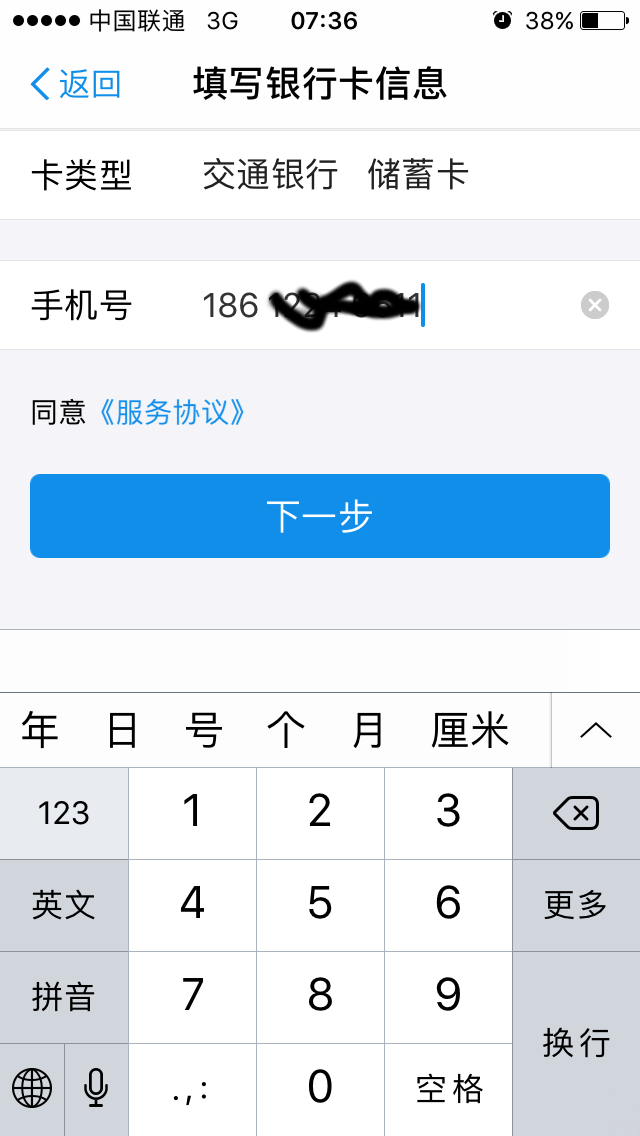 中国联通 3G 07:36 38%
返回 填写银行卡信息
卡类型 交通银行 储蓄卡
手机号 186
同意《服务协议》
下一步
年 日 号 个 月 厘米
123 1 2 3
英文 4 5 6 更多
拼音 7 8 9
换行
.,: 0 空格